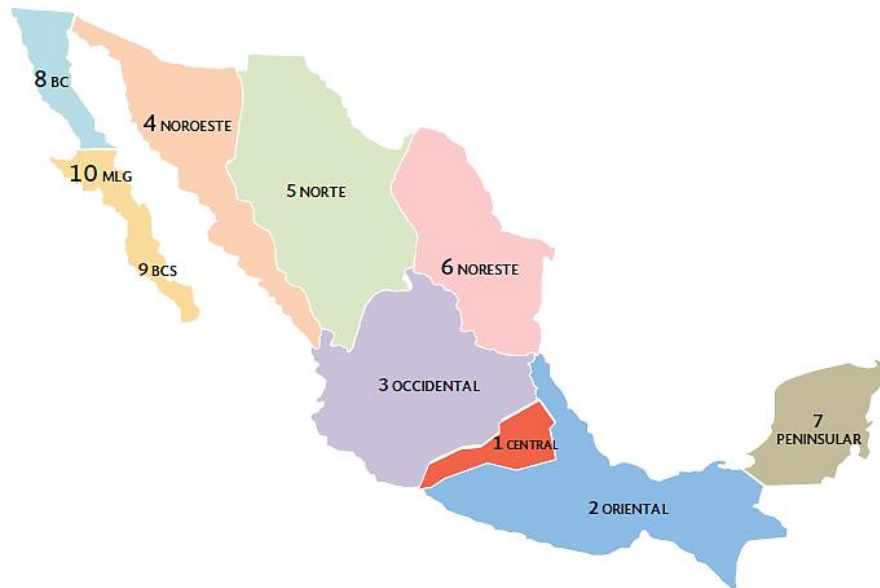 8 BC
4 NOROESTE
10 MLG
5 NORTE
9 BCS
6 NORESTE
3 OCCIDENTAL
1 CENTRAL
7
PENINSULAR
2 ORIENTAL